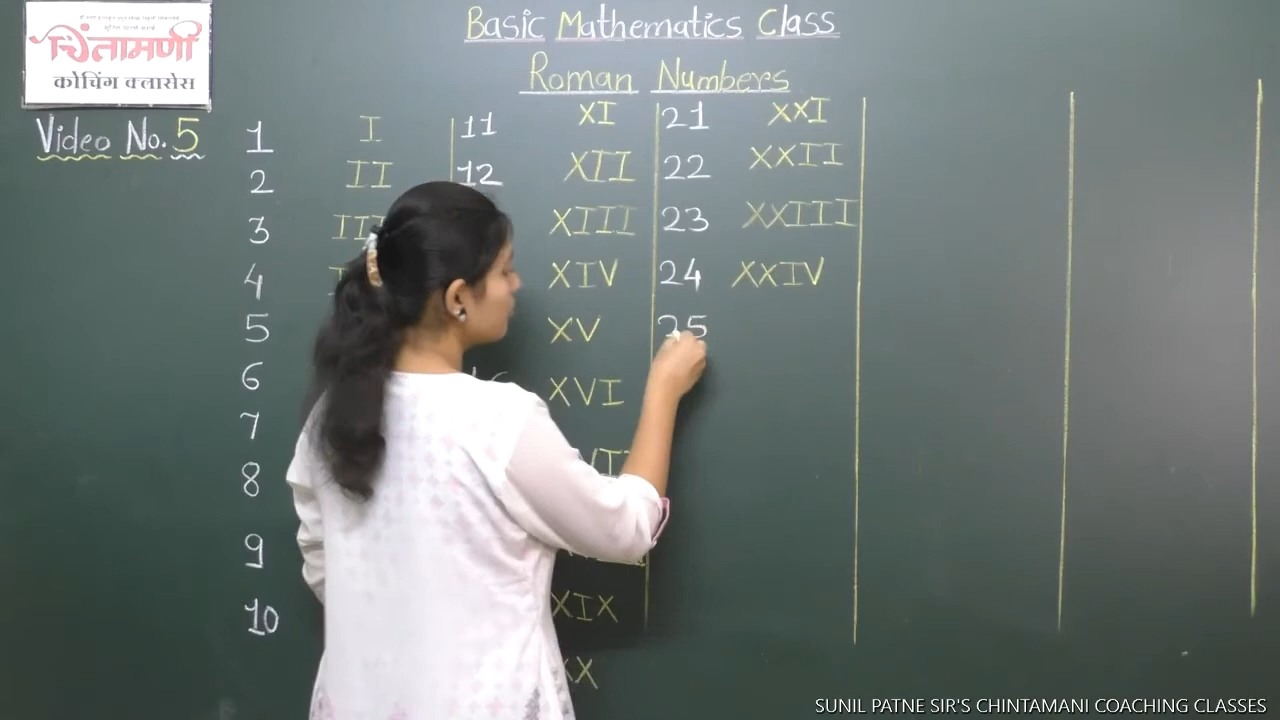 Basic Mathematics Class
Roman Numbers
चिंतामणी
कोचिंग क्लासेस
Video No. 5
1 I 11 XI 21 XXI
2 II 12 XII 22 XXII
3 III XIII 23 XXIII
4 XIV 24 XXIV
5 XV 25
6 XVI
7
8
9 XIX
10 XX
SUNIL PATNE SIR'S CHINTAMANI COACHING CLASSES